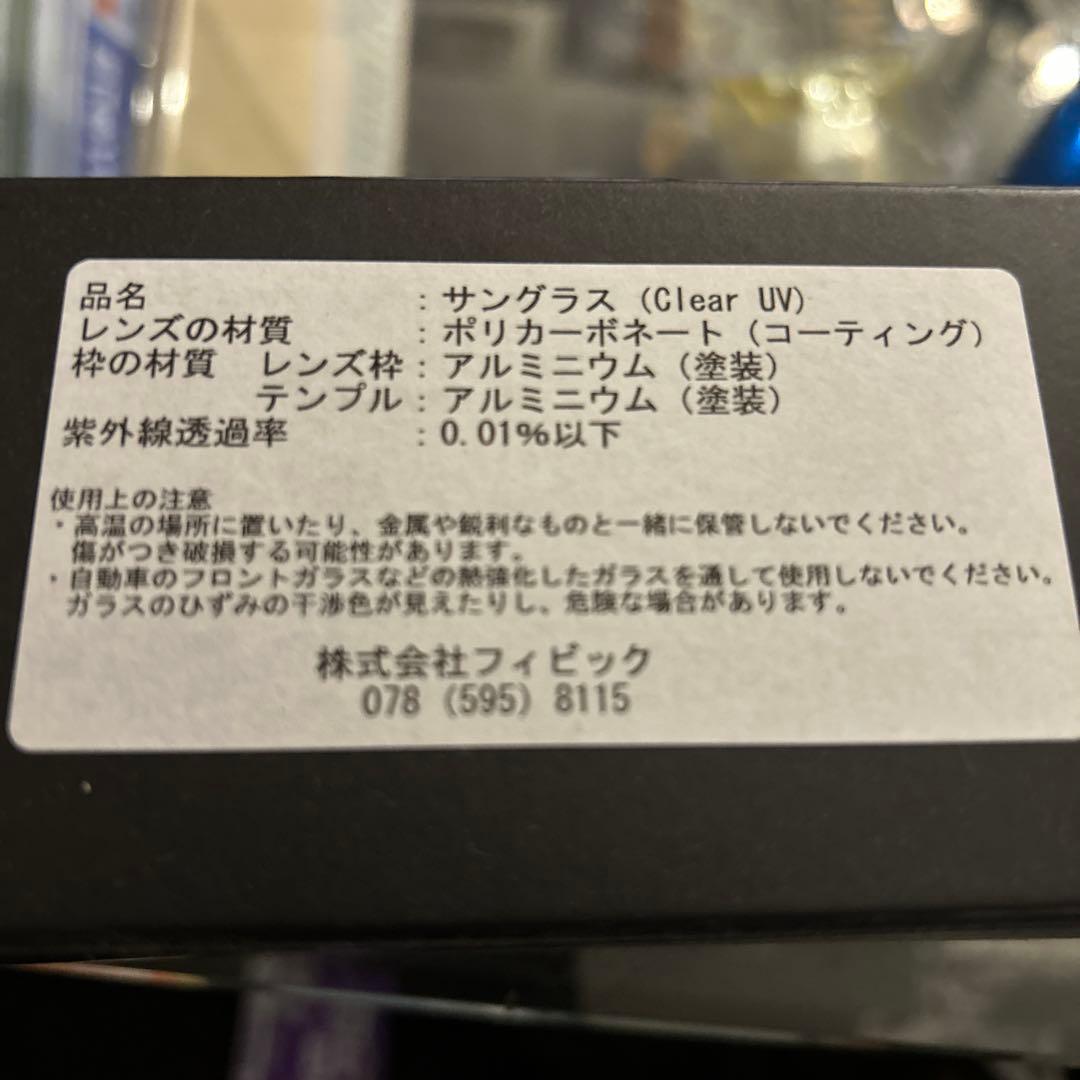 品名 : サングラス (Clear UV)
レンズの材質 : ポリカーボネート (コーティング)
枠の材質 レンズ枠 : アルミニウム (塗装)
テンプル : アルミニウム (塗装)
紫外線透過率 : 0.01%以下
使用上の注意
・高温の場所に置いたり、金属や鋭利なものと一緒に保管しないでください。
傷がつき破損する可能性があります。
・自動車のフロントガラスなどの熱強化したガラスを通して使用しないでください。
ガラスのひずみの干渉色が見えたりし、危険な場合があります。
株式会社フィビック
078 (595) 8115